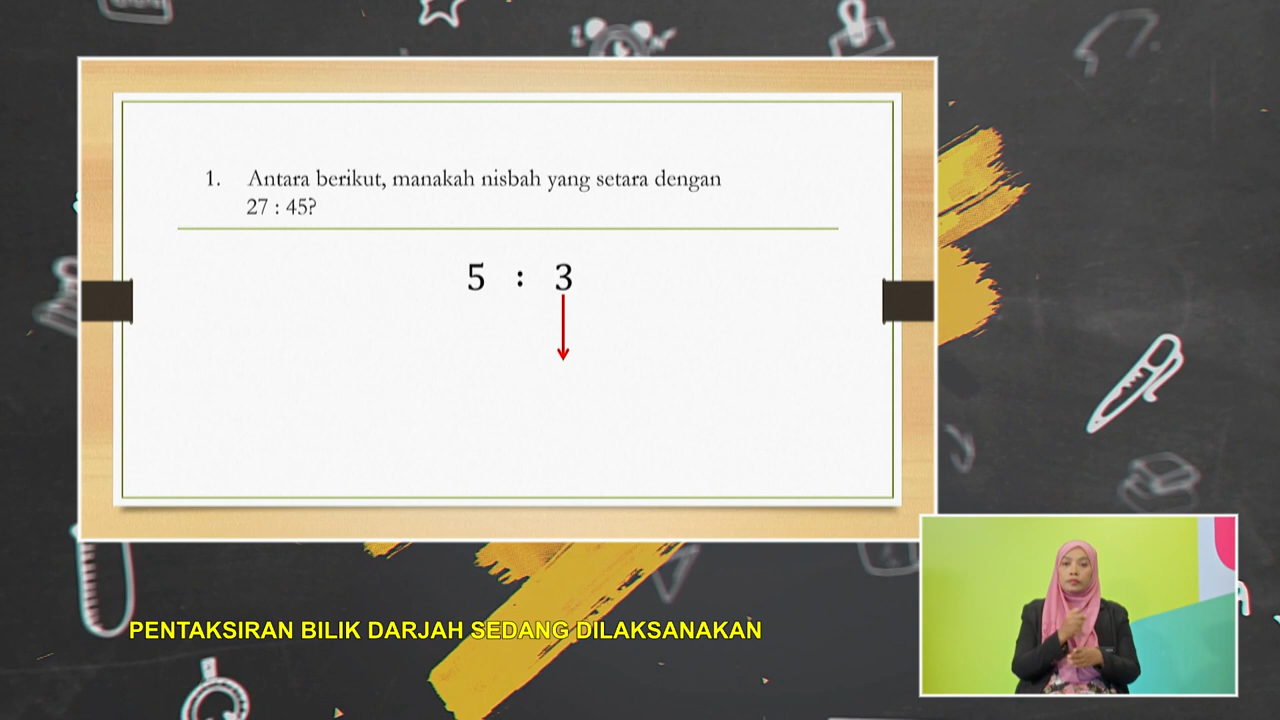 1. Antara berikut, manakah nisbah yang setara dengan
27 : 45?
5 : 3
PENTAKSIRAN BILIK DARJAH SEDANG DILAKSANAKAN